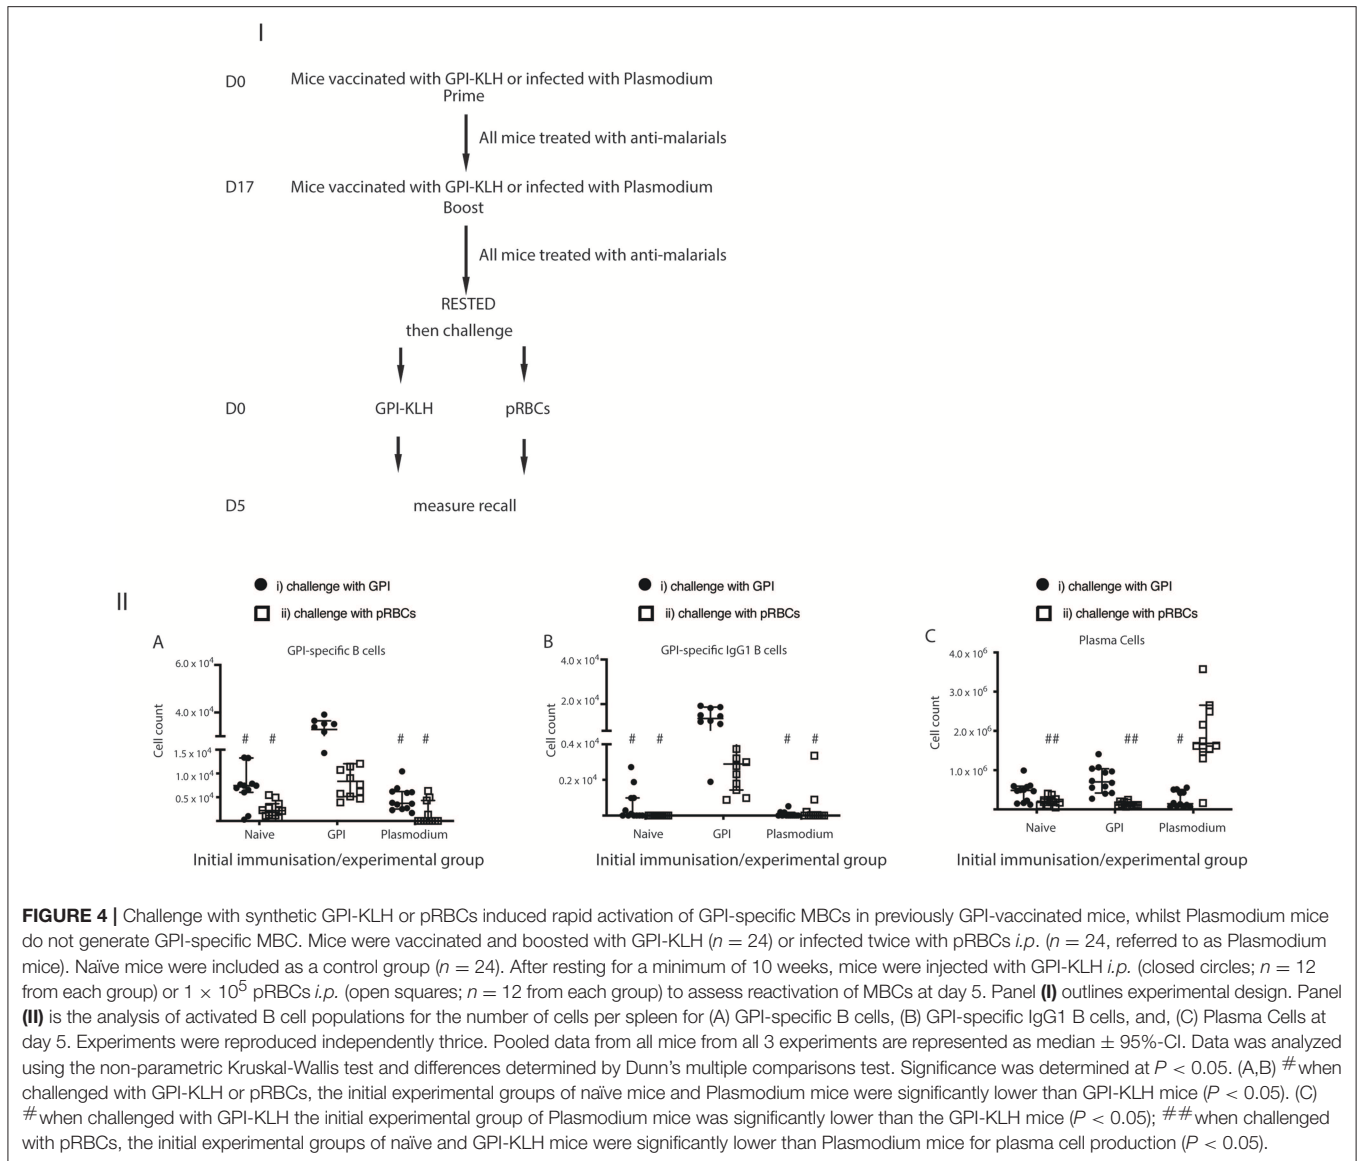 I
D0 Mice vaccinated with GPI-KLH or infected with Plasmodium
Prime
All mice treated with anti-malarials
D17 Mice vaccinated with GPI-KLH or infected with Plasmodium
Boost
All mice treated with anti-malarials
RESTED
then challenge
D0 GPI-KLH pRBCs
D5 measure recall
II
i) challenge with GPI
ii) challenge with pRBCs
A
GPI-specific B cells
6.0 x 10⁴
4.0 x 10⁴
1.5 x 10⁴
1.0 x 10⁴
0.5 x 10⁴
Cell count
# # # #
Naive GPI Plasmodium
Initial immunisation/experimental group
i) challenge with GPI
ii) challenge with pRBCs
B
GPI-specific IgG1 B cells
4.0 x 10⁴
2.0 x 10⁴
0.4 x 10⁴
0.2 x 10⁴
Cell count
# # # #
Naive GPI Plasmodium
Initial immunisation/experimental group
i) challenge with GPI
ii) challenge with pRBCs
C
Plasma Cells
4.0 x 10⁶
3.0 x 10⁶
2.0 x 10⁶
1.0 x 10⁶
Cell count
## ## #
Naive GPI Plasmodium
Initial immunisation/experimental group
FIGURE 4 | Challenge with synthetic GPI-KLH or pRBCs induced rapid activation of GPI-specific MBCs in previously GPI-vaccinated mice, whilst Plasmodium mice
do not generate GPI-specific MBC. Mice were vaccinated and boosted with GPI-KLH (n = 24) or infected twice with pRBCs i.p. (n = 24, referred to as Plasmodium
mice). Naïve mice were included as a control group (n = 24). After resting for a minimum of 10 weeks, mice were injected with GPI-KLH i.p. (closed circles; n = 12
from each group) or 1 × 10⁵ pRBCs i.p. (open squares; n = 12 from each group) to assess reactivation of MBCs at day 5. Panel (I) outlines experimental design. Panel
(II) is the analysis of activated B cell populations for the number of cells per spleen for (A) GPI-specific B cells, (B) GPI-specific IgG1 B cells, and, (C) Plasma Cells at
day 5. Experiments were reproduced independently thrice. Pooled data from all mice from all 3 experiments are represented as median ± 95%-CI. Data was analyzed
using the non-parametric Kruskal-Wallis test and differences determined by Dunn's multiple comparisons test. Significance was determined at P < 0.05. (A,B) #when
challenged with GPI-KLH or pRBCs, the initial experimental groups of naïve mice and Plasmodium mice were significantly lower than GPI-KLH mice (P < 0.05). (C)
#when challenged with GPI-KLH the initial experimental group of Plasmodium mice was significantly lower than the GPI-KLH mice (P < 0.05); ##when challenged
with pRBCs, the initial experimental groups of naïve and GPI-KLH mice were significantly lower than Plasmodium mice for plasma cell production (P < 0.05).